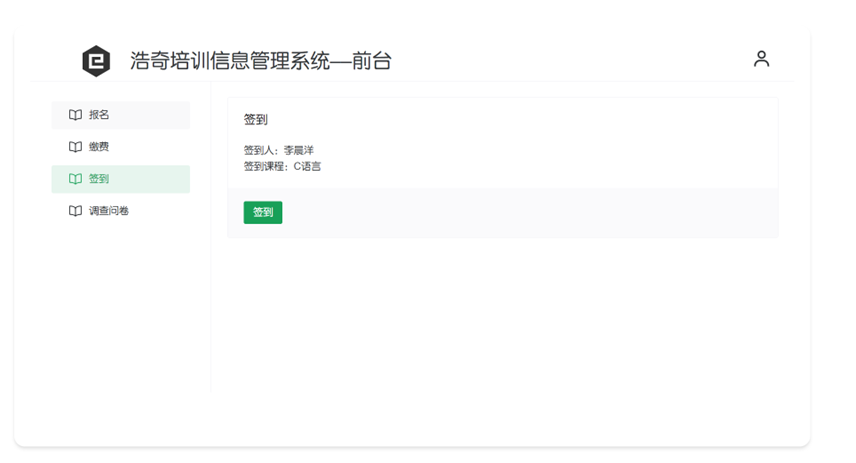 浩奇培训信息管理系统—前台
报名
缴费
签到
调查问卷
签到
签到人：李晨洋
签到课程：C语言
签到